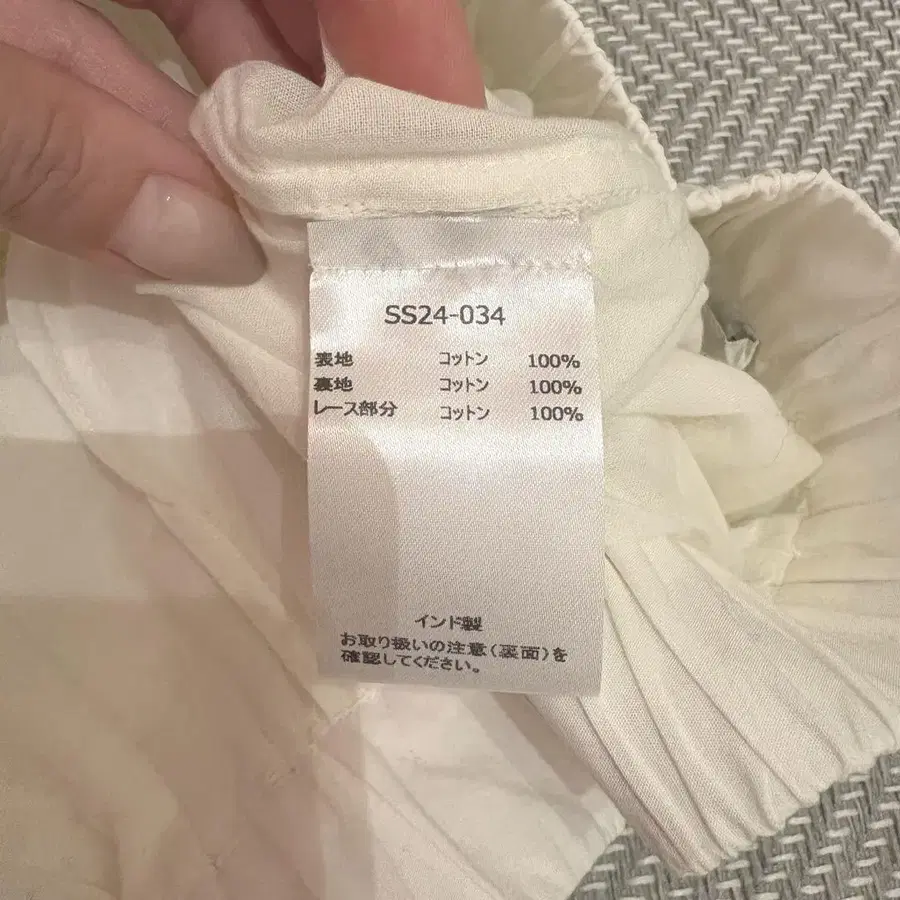 SS24-034
表地 コットン 100%
裏地 コットン 100%
レース部分 コットン 100%
インド製
お取り扱いの注意(裏面)を
確認してください。